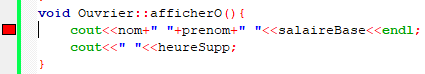 void Ouvrier::afficherO(){
cout<<nom+" "+prenom+" "<<salaireBase<<endl;
cout<<" "<<heureSupp;
}